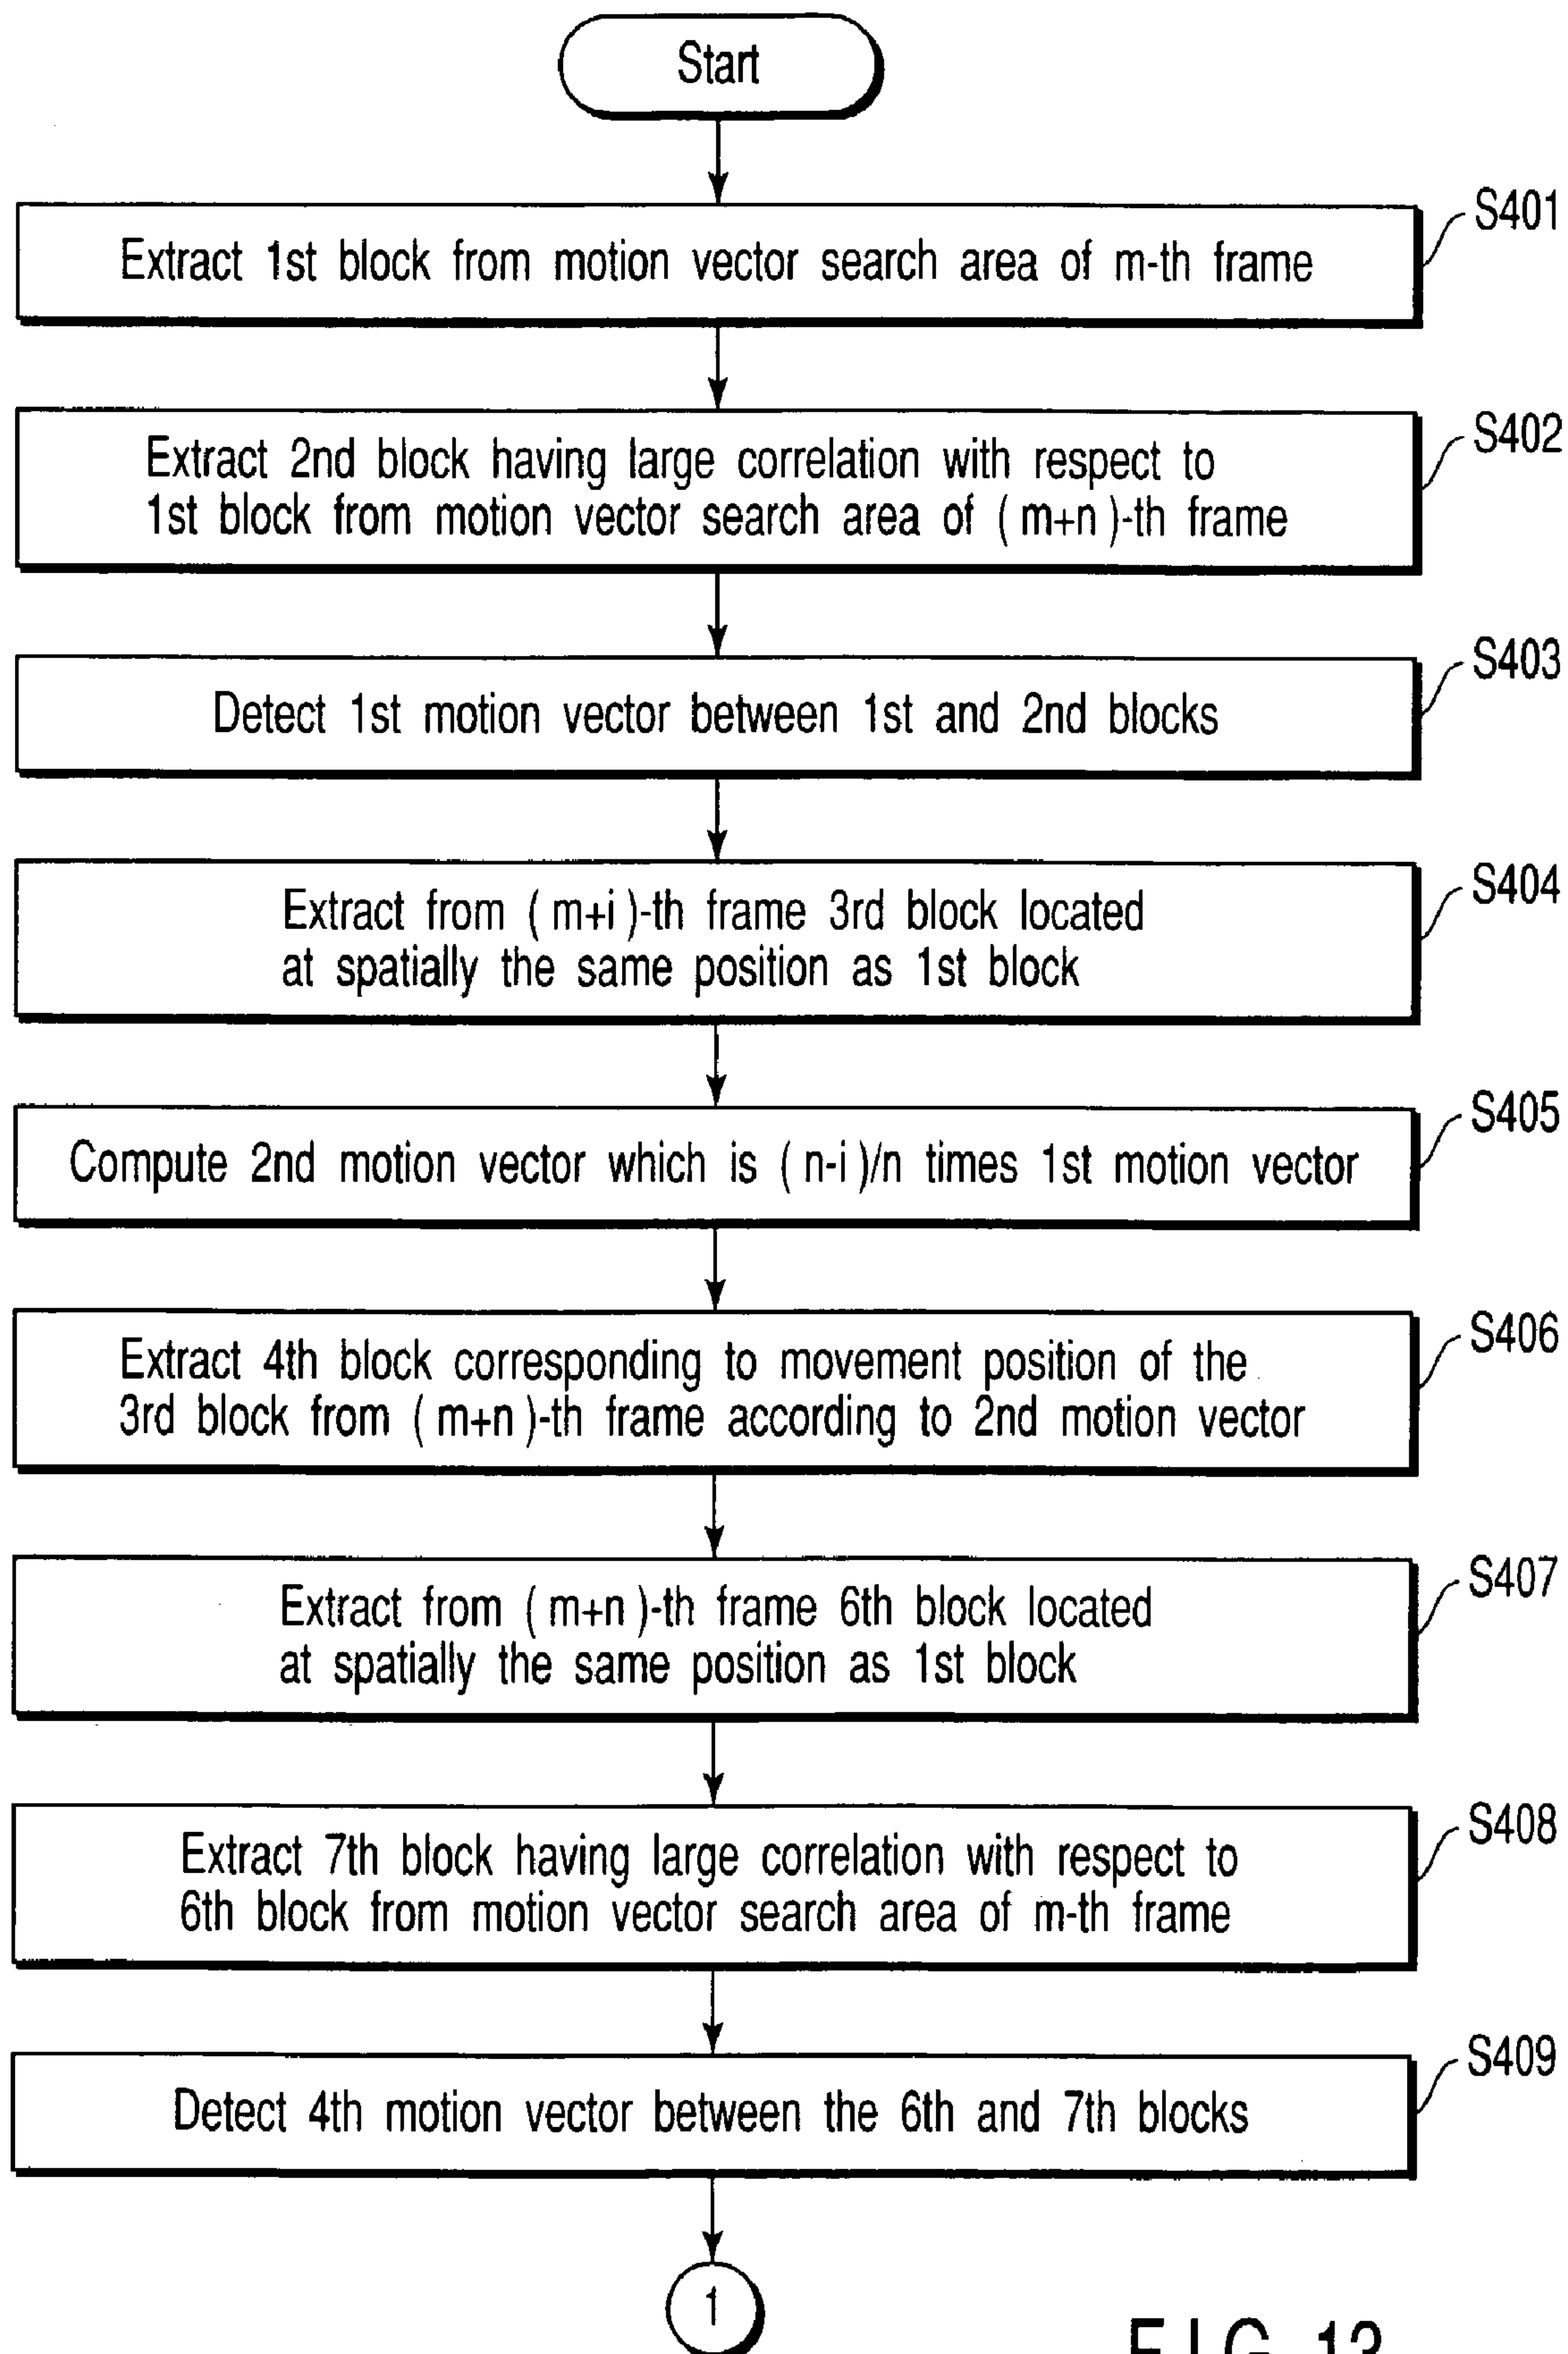 Start
S401
Extract 1st block from motion vector search area of m-th frame
S402
Extract 2nd block having large correlation with respect to
1st block from motion vector search area of (m+n)-th frame
S403
Detect 1st motion vector between 1st and 2nd blocks
S404
Extract from (m+i)-th frame 3rd block located
at spatially the same position as 1st block
S405
Compute 2nd motion vector which is (n-i)/n times 1st motion vector
S406
Extract 4th block corresponding to movement position of the
3rd block from (m+n)-th frame according to 2nd motion vector
S407
Extract from (m+n)-th frame 6th block located
at spatially the same position as 1st block
S408
Extract 7th block having large correlation with respect to
6th block from motion vector search area of m-th frame
S409
Detect 4th motion vector between the 6th and 7th blocks
1